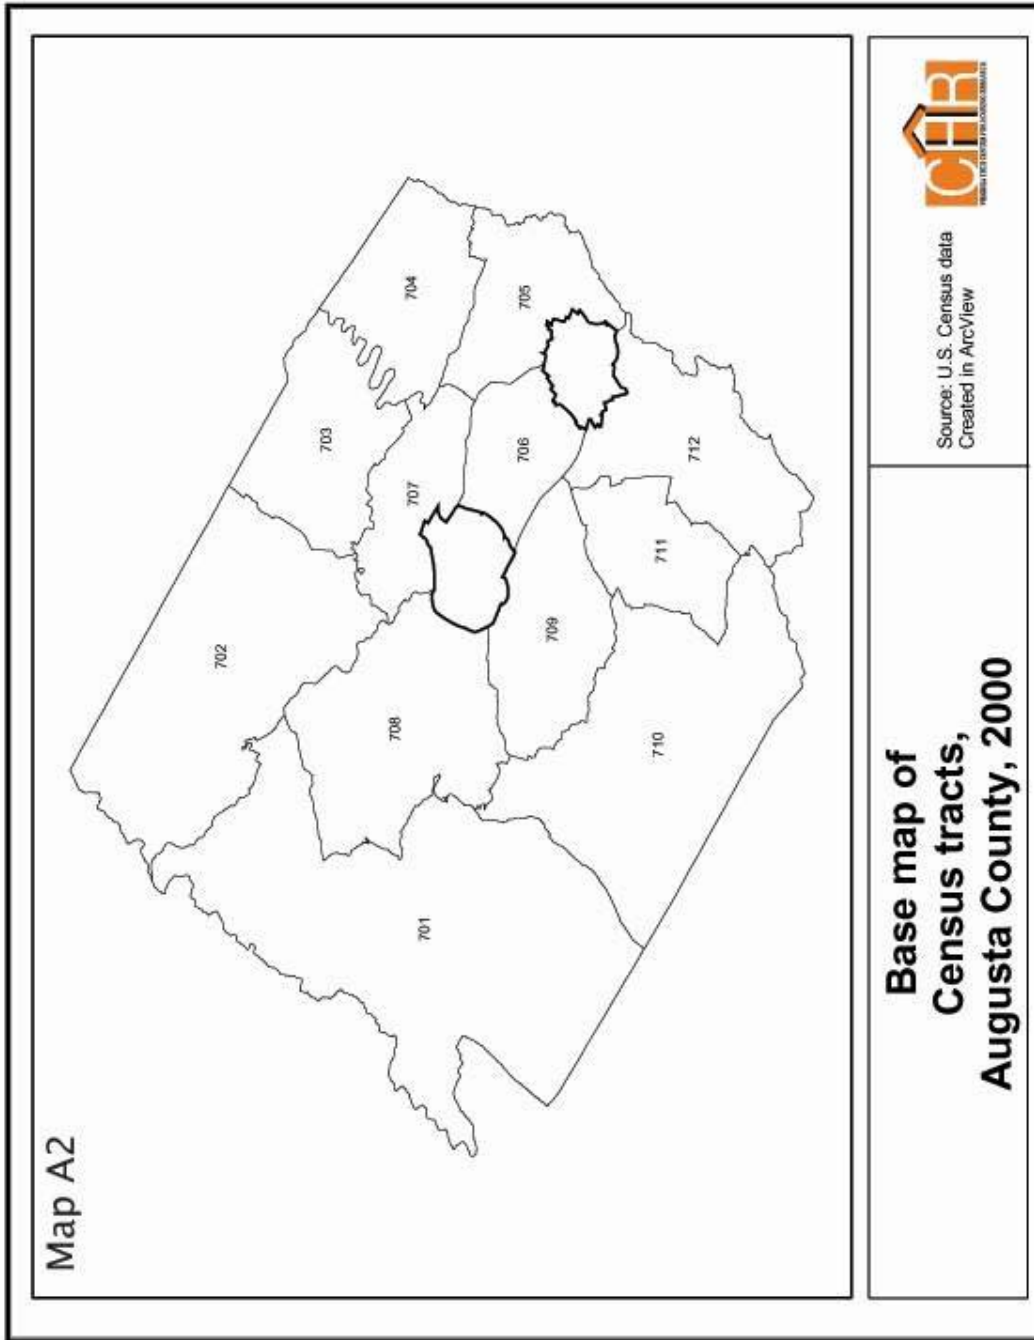 Map A2
701
702
703
704
705
706
707
708
709
710
711
712
Base map of
Census tracts,
Augusta County, 2000
Source: U.S. Census data
Created in ArcView
CHR